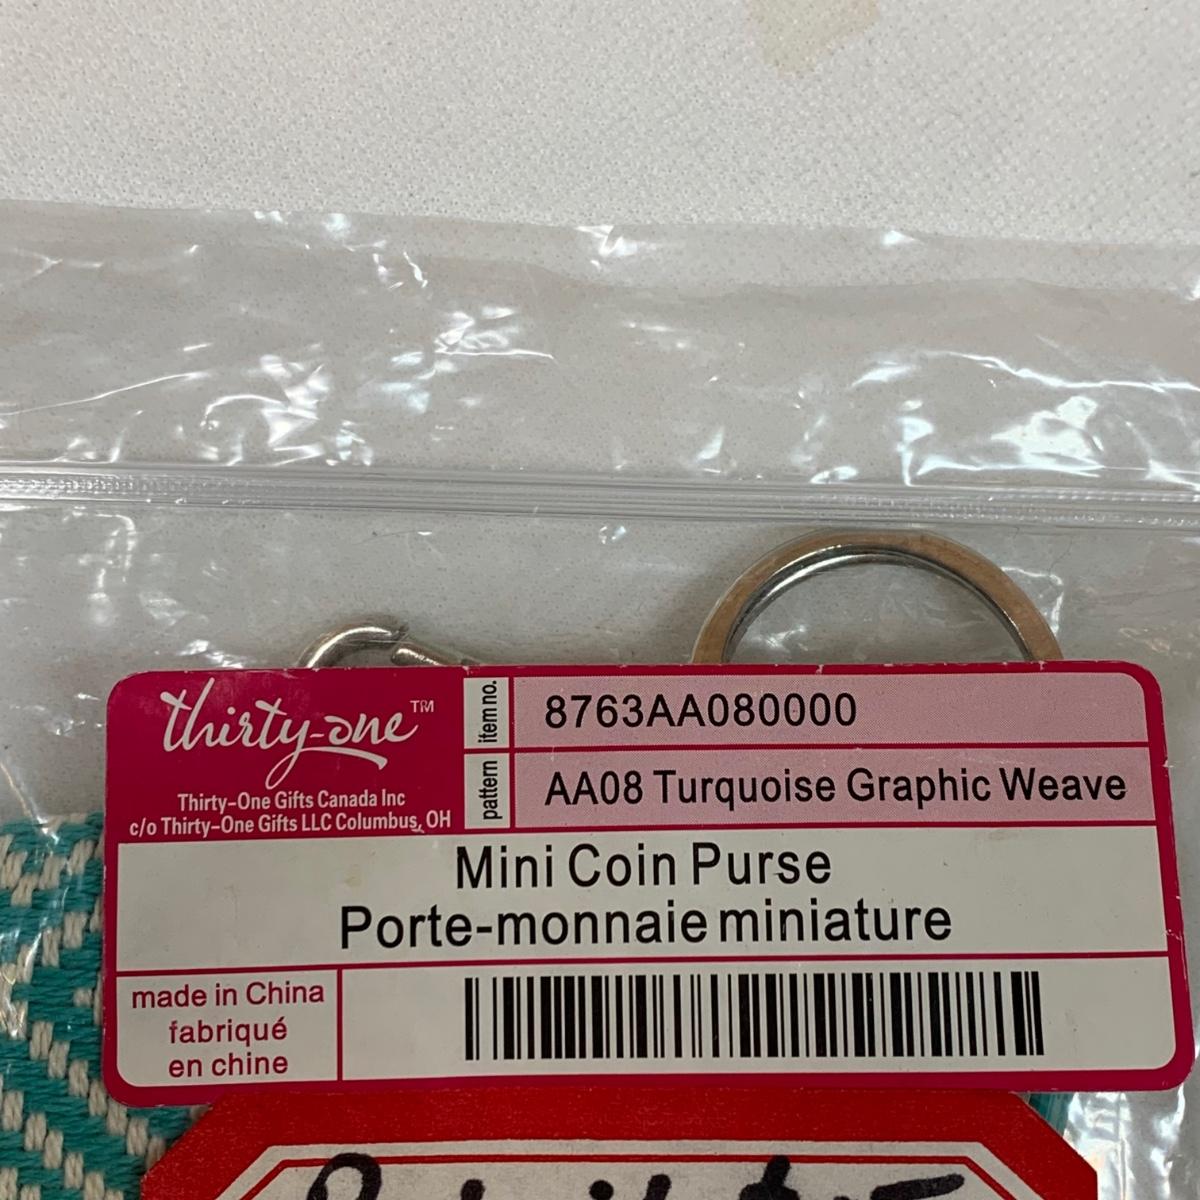 thirty-one™
Thirty-One Gifts Canada Inc
c/o Thirty-One Gifts LLC Columbus, OH
item no.
8763AA080000
pattern
AA08 Turquoise Graphic Weave
Mini Coin Purse
Porte-monnaie miniature
made in China
fabriqué
en chine